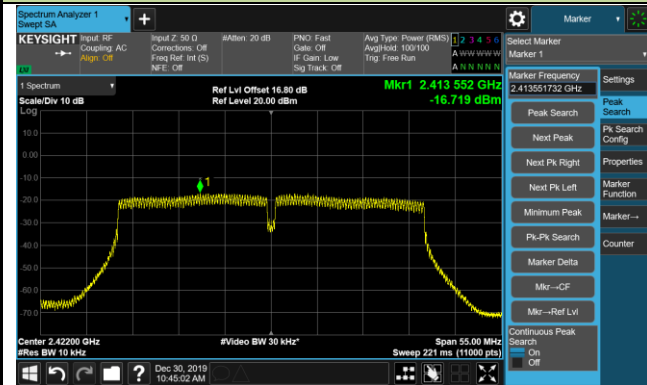 Spectrum Analyzer 1
Swept SA
Marker
KEYSIGHT Input: RF
Coupling: AC
Align: Off
Input Z: 50 Ω
Corrections: Off
Freq Ref: Int (S)
NFE: Off
#Atten: 20 dB
PNO: Fast
Gate: Off
IF Gain: Low
Sig Track: Off
Avg Type: Power (RMS)
Avg|Hold: 100/100
Trig: Free Run
1 2 3 4 5 6
A W W W W W
A N N N N N
Select Marker
Marker 1
1 Spectrum
Scale/Div 10 dB
Log
Ref Lvl Offset 16.80 dB
Ref Level 20.00 dBm
Mkr1 2.413 552 GHz
-16.719 dBm
10.0
0.00
-10.0
-20.0
-30.0
-40.0
-50.0
-60.0
-70.0
1
Center 2.42200 GHz
#Res BW 10 kHz
#Video BW 30 kHz*
Span 55.00 MHz
Sweep 221 ms (11000 pts)
Marker Frequency
2.413551732 GHz
Peak Search
Next Peak
Next Pk Right
Next Pk Left
Minimum Peak
Pk-Pk Search
Marker Delta
Mkr→CF
Mkr→Ref Lvl
Continuous Peak
Search
On
Off
Settings
Peak
Search
Pk Search
Config
Properties
Marker
Function
Marker→
Counter
Dec 30, 2019
10:45:02 AM